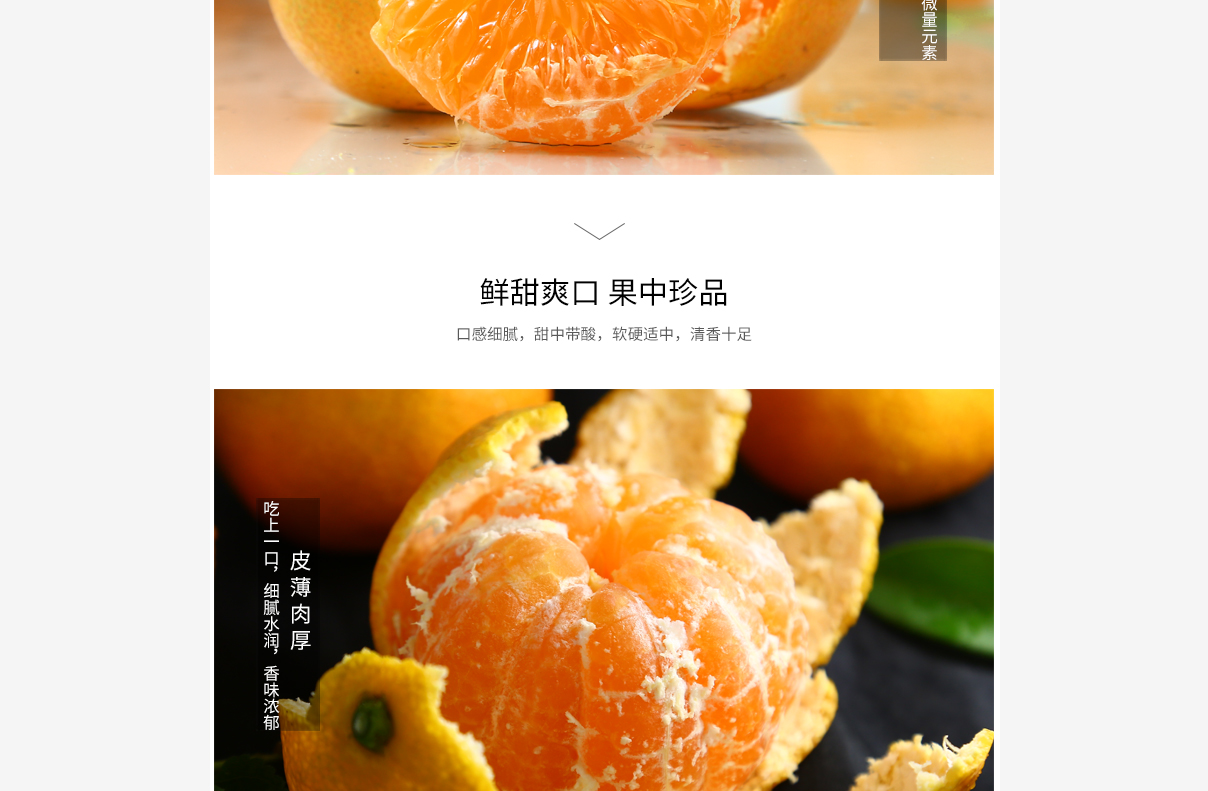 微量元素
鲜甜爽口 果中珍品
口感细腻，甜中带酸，软硬适中，清香十足
皮薄肉厚
吃上一口，细腻水润，香味浓郁